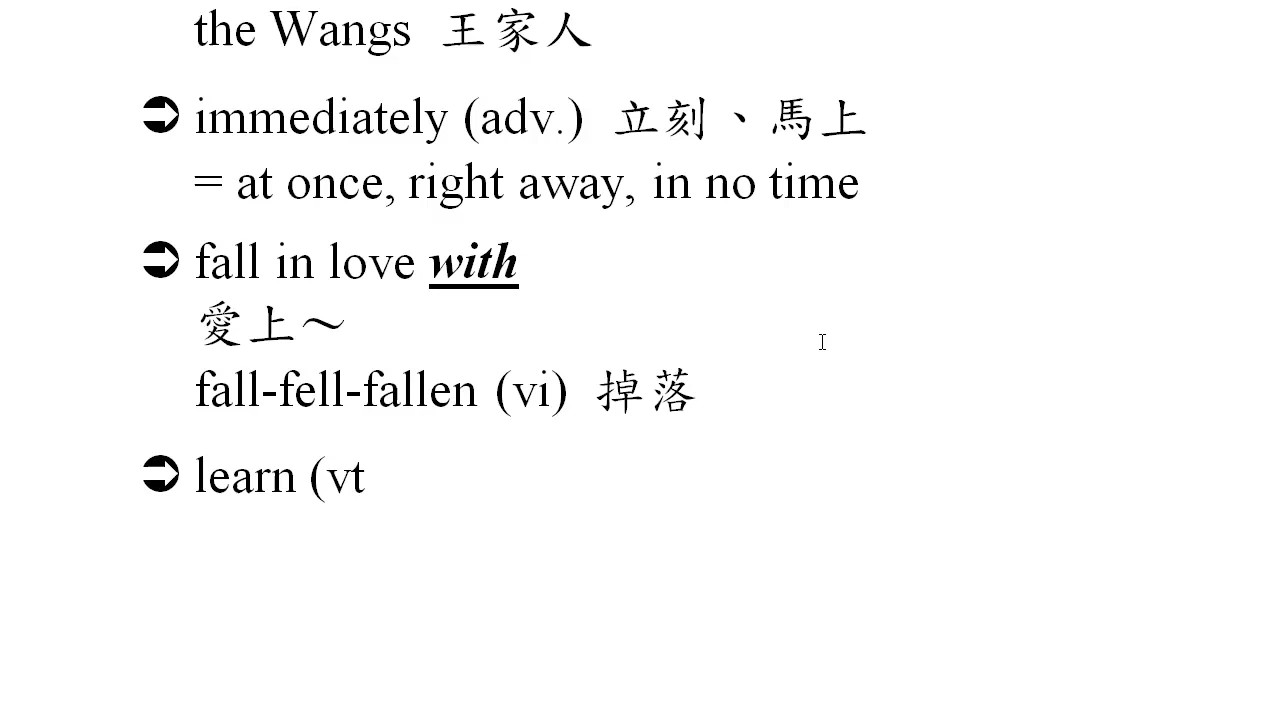 the Wangs 王家人
➲ immediately (adv.) 立刻、馬上
= at once, right away, in no time
➲ fall in love with
愛上～
fall-fell-fallen (vi) 掉落
➲ learn (vt